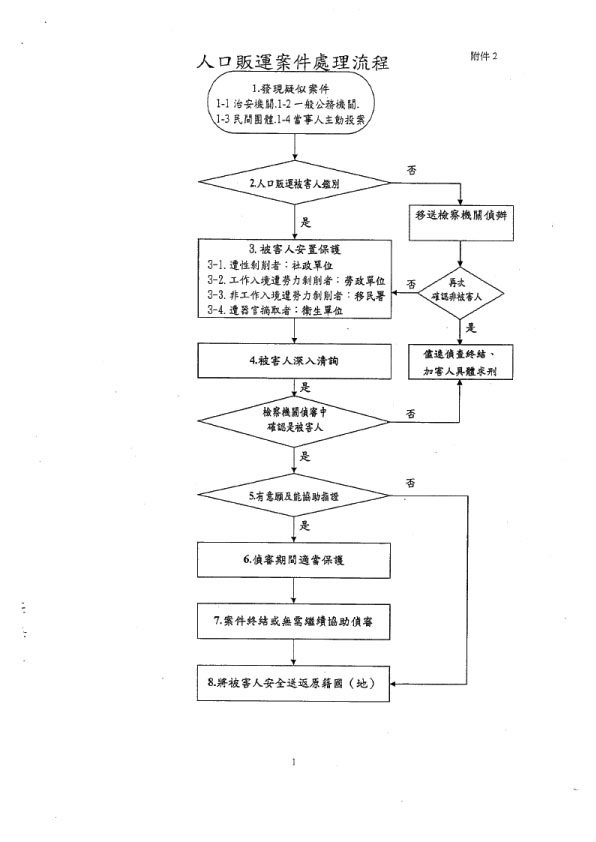 附件 2
人口販運案件處理流程
1.發現疑似案件
1-1 治安機關.1-2 一般公務機關.
1-3 民間團體.1-4 當事人主動投案
2.人口販運被害人鑑別
否
是
移送檢察機關偵辦
3. 被害人安置保護
3-1. 遭性剝削者：社政單位
3-2. 工作入境遭勞力剝削者：勞政單位
3-3. 非工作入境遭勞力剝削者：移民署
3-4. 遭器官摘取者：衛生單位
否
再次
確認非被害人
是
儘速偵查終結、
加害人具體求刑
4.被害人深入清詢
是
檢察機關偵審中
確認是被害人
否
是
5.有意願及能協助指證
否
是
6.偵審期間適當保護
7.案件終結或無需繼續協助偵審
8.將被害人安全送返原籍國（地）
1